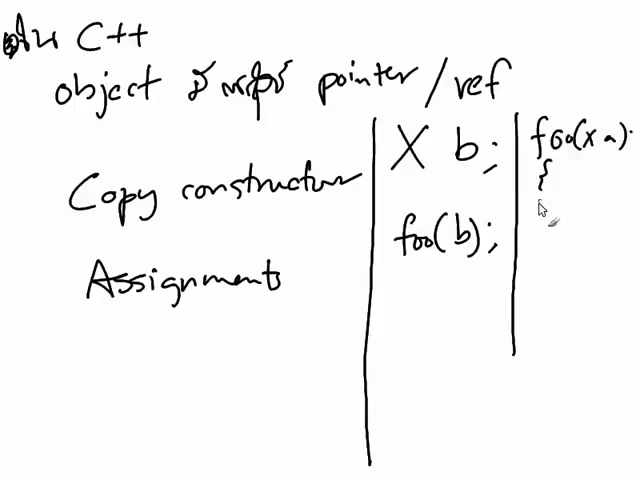 C++
object pointer / ref
Copy constructor
Assignment
X b;
foo(b);
foo(X a)
{